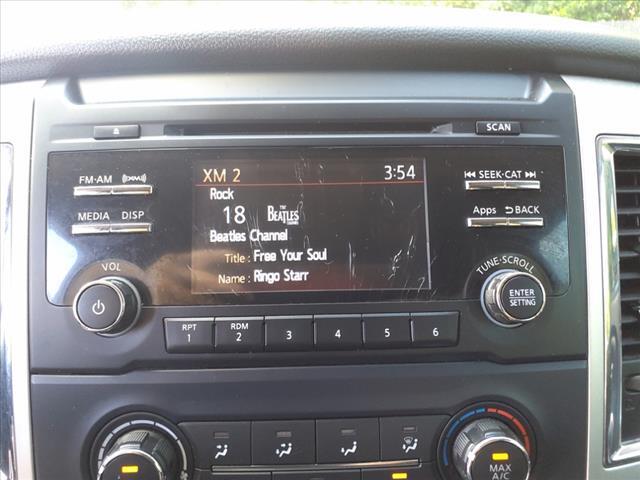 SCAN
FM·AM (XM)
XM 2 3:54
SEEK·CAT
Rock
MEDIA DISP
18 THE BEATLES
Apps BACK
Beatles Channel
Title : Free Your Soul
Name : Ringo Starr
VOL
TUNE·SCROLL
ENTER
SETTING
RPT 1 RDM 2 3 4 5 6
MAX
A/C